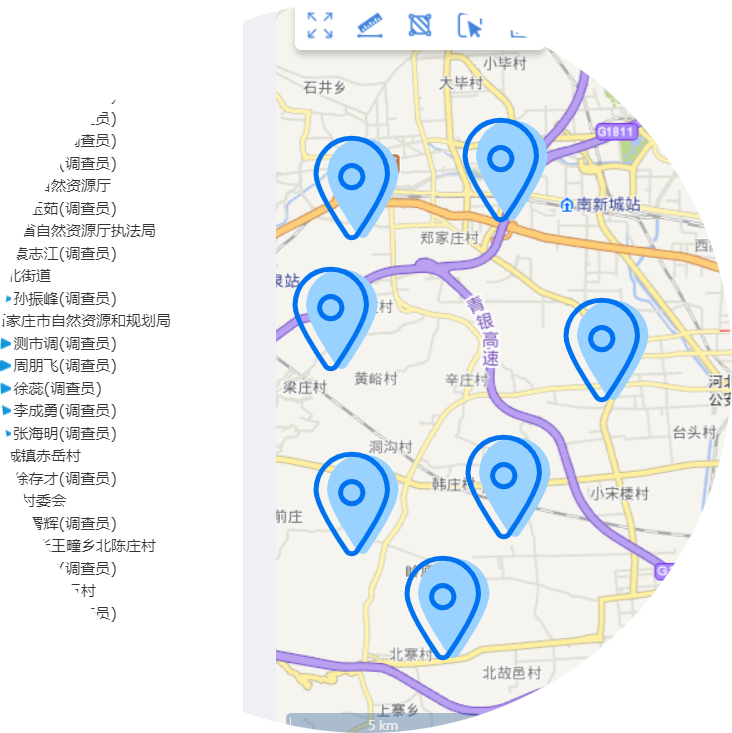 员)
调查员)
(调查员)
自然资源厅
茹(调查员)
省自然资源厅执法局
袁志江(调查员)
北街道
孙振峰(调查员)
家庄市自然资源和规划局
测市调(调查员)
周朋飞(调查员)
徐蕊(调查员)
李成勇(调查员)
张海明(调查员)
城镇赤岳村
徐存才(调查员)
村委会
辉(调查员)
王疃乡北陈庄村
(调查员)
村
员)
小毕村
大毕村
石井乡
G1811
南新城站
郑家庄村
西
泉站
村
青银高速
黄峪村
辛庄村
梁庄村
河北
公安
台头村
洞沟村
韩庄村
小宋楼村
前庄
北寨村
北故邑村
上寨乡
5 km